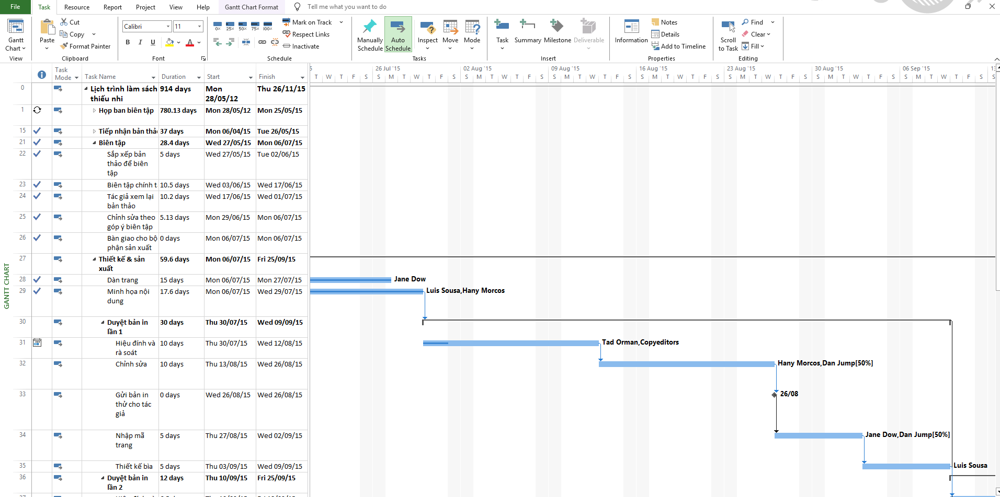 File Task Resource Report Project View Help Gantt Chart Format Tell me what you want to do
Gantt Chart
View
Paste
Cut
Copy
Format Painter
Clipboard
Calibri 11
B I U A
Font
0% 25% 50% 75% 100%
Mark on Track
Respect Links
Inactivate
Schedule
Manually Schedule
Auto Schedule
Inspect
Move
Mode
Tasks
Task
Summary
Milestone
Deliverable
Insert
Information
Notes
Details
Add to Timeline
Properties
Scroll to Task
Find
Clear
Fill
Editing
GANTT CHART
Task Mode Task Name Duration Start Finish
26 Jul '15 02 Aug '15 09 Aug '15 16 Aug '15 23 Aug '15 30 Aug '15 06 Sep '15
T W T F S S M T W T F S S M T W T F S S M T W T F S S M T W T F S S M T W T F S S M T W T F S S M T W T F S
0 Lịch trình làm sách thiếu nhi 914 days Mon 28/05/12 Thu 26/11/15
1 Họp ban biên tập 780.13 days Mon 28/05/12 Mon 25/05/15
15 Tiếp nhận bản thảo 37 days Mon 06/04/15 Tue 26/05/15
21 Biên tập 28.4 days Wed 27/05/15 Mon 06/07/15
22 Sắp xếp bản thảo để biên tập 5 days Wed 27/05/15 Tue 02/06/15
23 Biên tập chính t 10.5 days Wed 03/06/15 Wed 17/06/15
24 Tác giả xem lại bản thảo 10.2 days Wed 17/06/15 Wed 01/07/15
25 Chỉnh sửa theo góp ý biên tập 5.13 days Mon 29/06/15 Mon 06/07/15
26 Bàn giao cho bộ phận sản xuất 0 days Mon 06/07/15 Mon 06/07/15
27 Thiết kế & sản xuất 59.6 days Mon 06/07/15 Fri 25/09/15
28 Dàn trang 15 days Mon 06/07/15 Mon 27/07/15 Jane Dow
29 Minh họa nội dung 17.6 days Mon 06/07/15 Wed 29/07/15 Luis Sousa,Hany Morcos
30 Duyệt bản in lần 1 30 days Thu 30/07/15 Wed 09/09/15
31 Hiệu đính và rà soát 10 days Thu 30/07/15 Wed 12/08/15 Tad Orman,Copyeditors
32 Chỉnh sửa 10 days Thu 13/08/15 Wed 26/08/15 Hany Morcos,Dan Jump[50%]
33 Gửi bản in thử cho tác giả 0 days Wed 26/08/15 Wed 26/08/15 26/08
34 Nhập mã trang 5 days Thu 27/08/15 Wed 02/09/15 Jane Dow,Dan Jump[50%]
35 Thiết kế bìa 5 days Thu 03/09/15 Wed 09/09/15 Luis Sousa
36 Duyệt bản in lần 2 12 days Thu 10/09/15 Fri 25/09/15